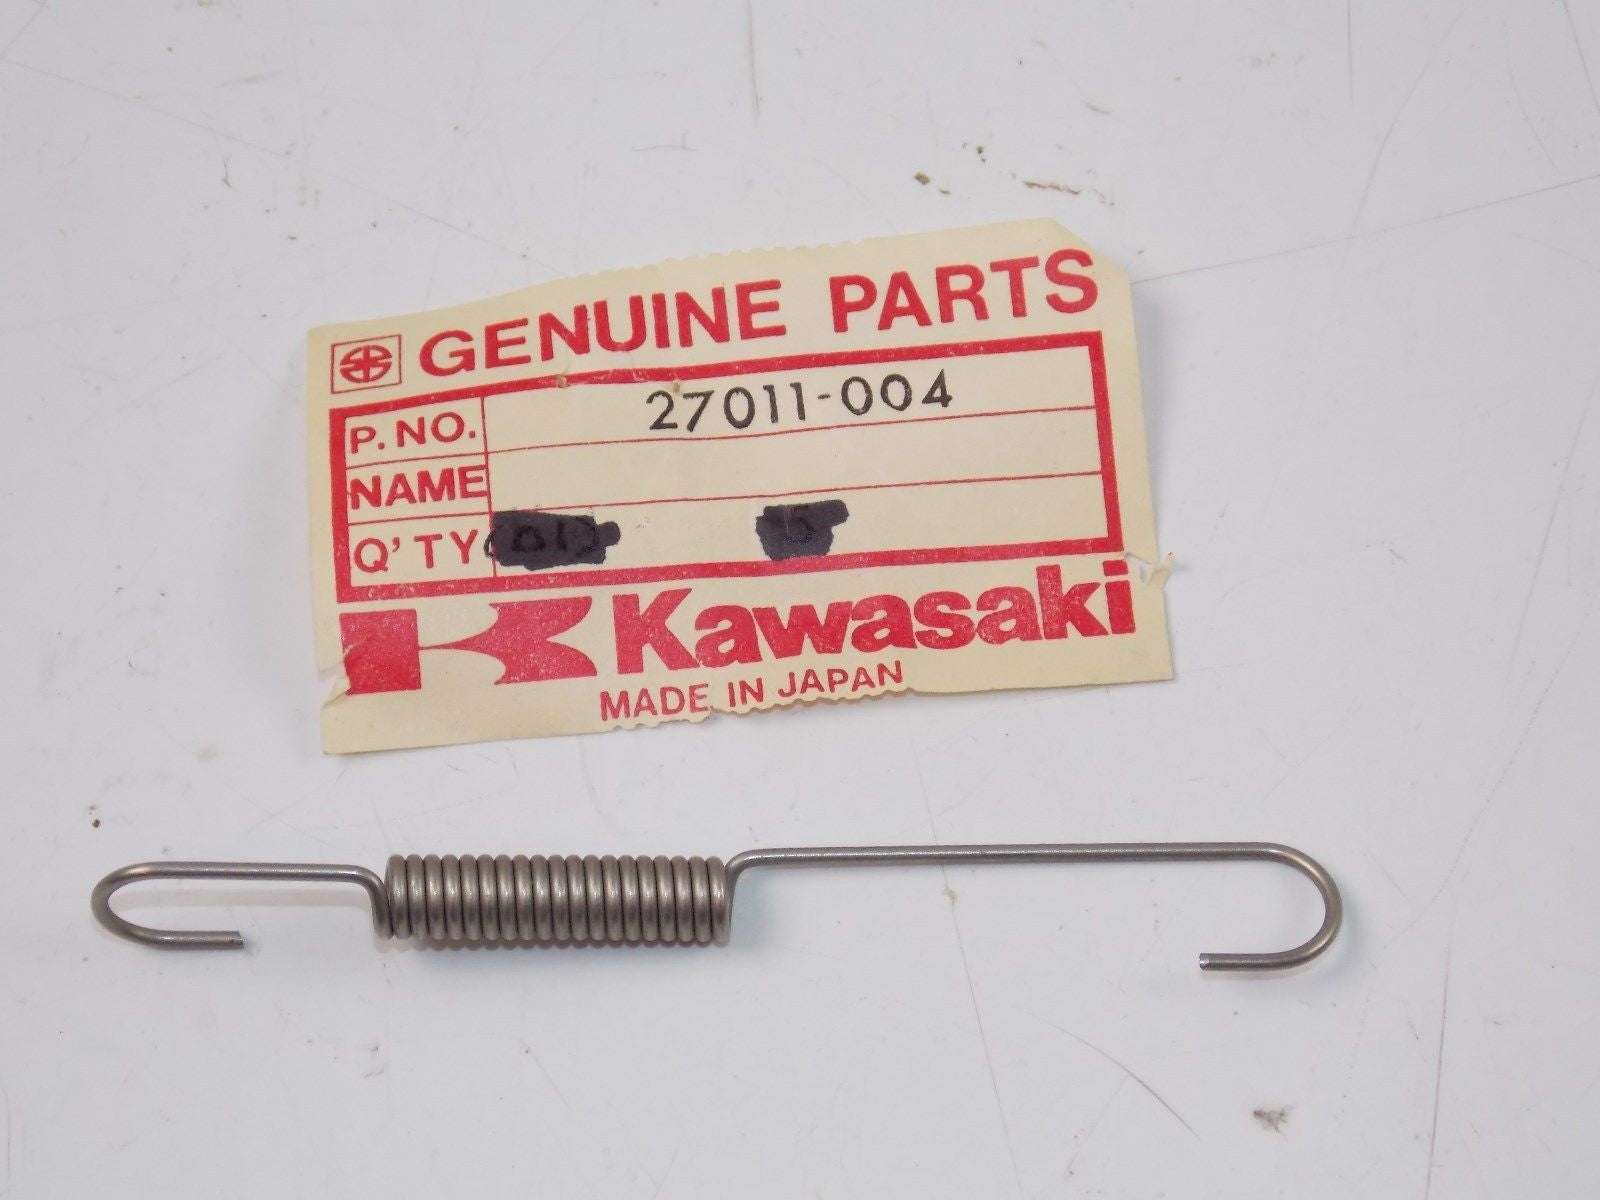 GENUINE PARTS
P. NO. 27011-004
NAME
Q'TY
Kawasaki
MADE IN JAPAN